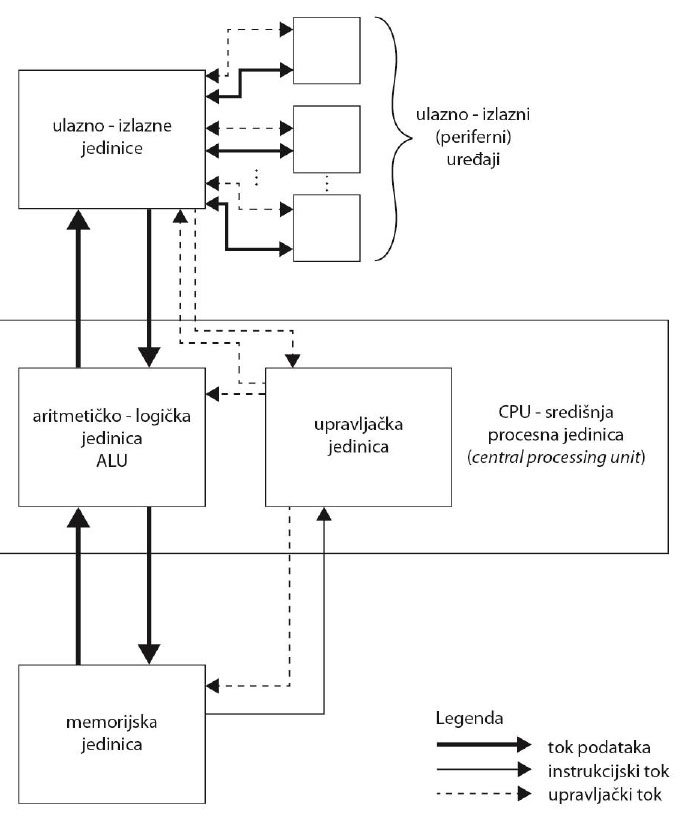 ulazno - izlazne
jedinice
ulazno - izlazni
(periferni)
uređaji
aritmetičko - logička
jedinica
ALU
upravljačka
jedinica
CPU - središnja
procesna jedinica
(central processing unit)
memorijska
jedinica
Legenda
tok podataka
instrukcijski tok
upravljački tok